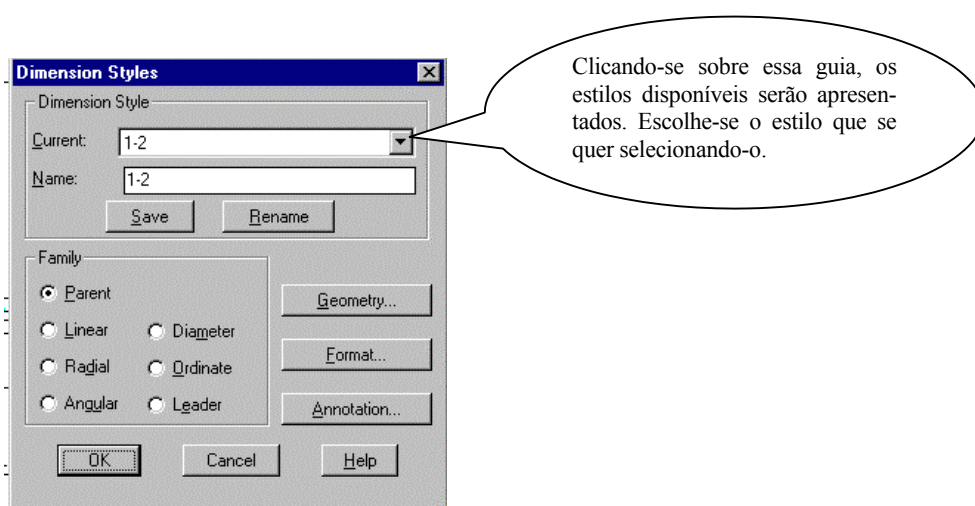 Dimension Styles
Dimension Style
Current: 1-2
Name: 1-2
Save Rename
Family
Parent
Linear Diameter
Radial Ordinate
Angular Leader
Geometry...
Format...
Annotation...
OK Cancel Help
Clicando-se sobre essa guia, os
estilos disponíveis serão apresen-
tados. Escolhe-se o estilo que se
quer selecionando-o.